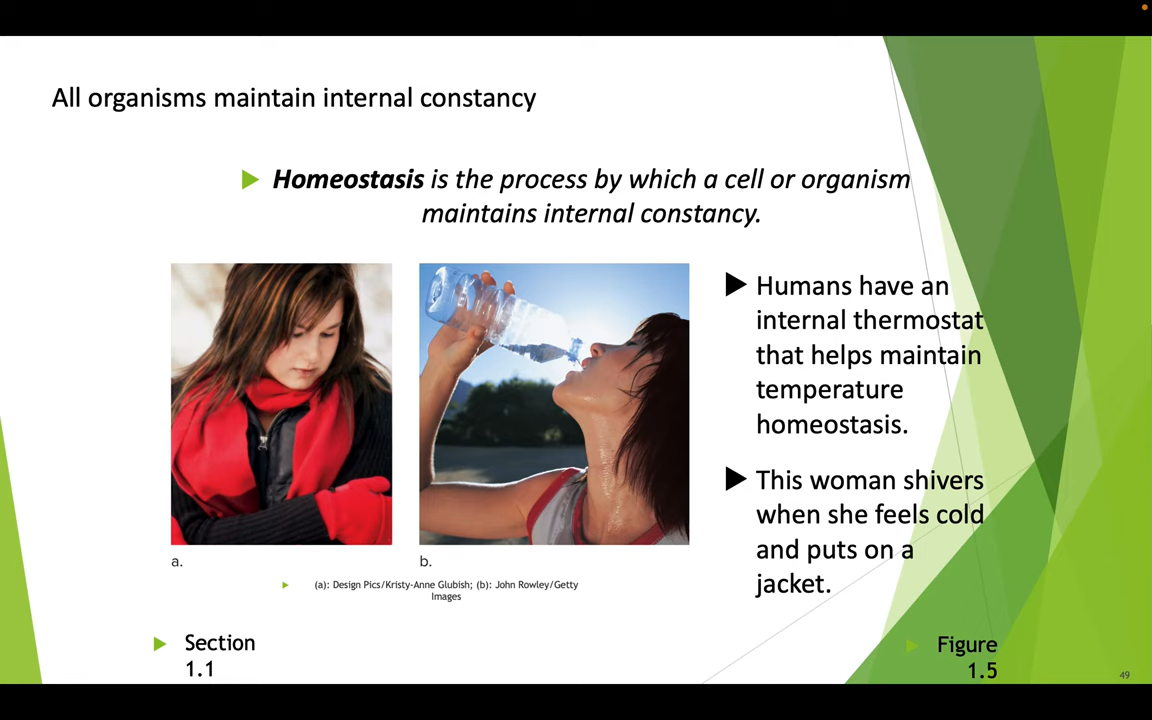 All organisms maintain internal constancy
Homeostasis is the process by which a cell or organism
maintains internal constancy.
Humans have an
internal thermostat
that helps maintain
temperature
homeostasis.
This woman shivers
when she feels cold
and puts on a
jacket.
a.
b.
(a): Design Pics/Kristy-Anne Glubish; (b): John Rowley/Getty
Images
Section
1.1
Figure
1.5
49